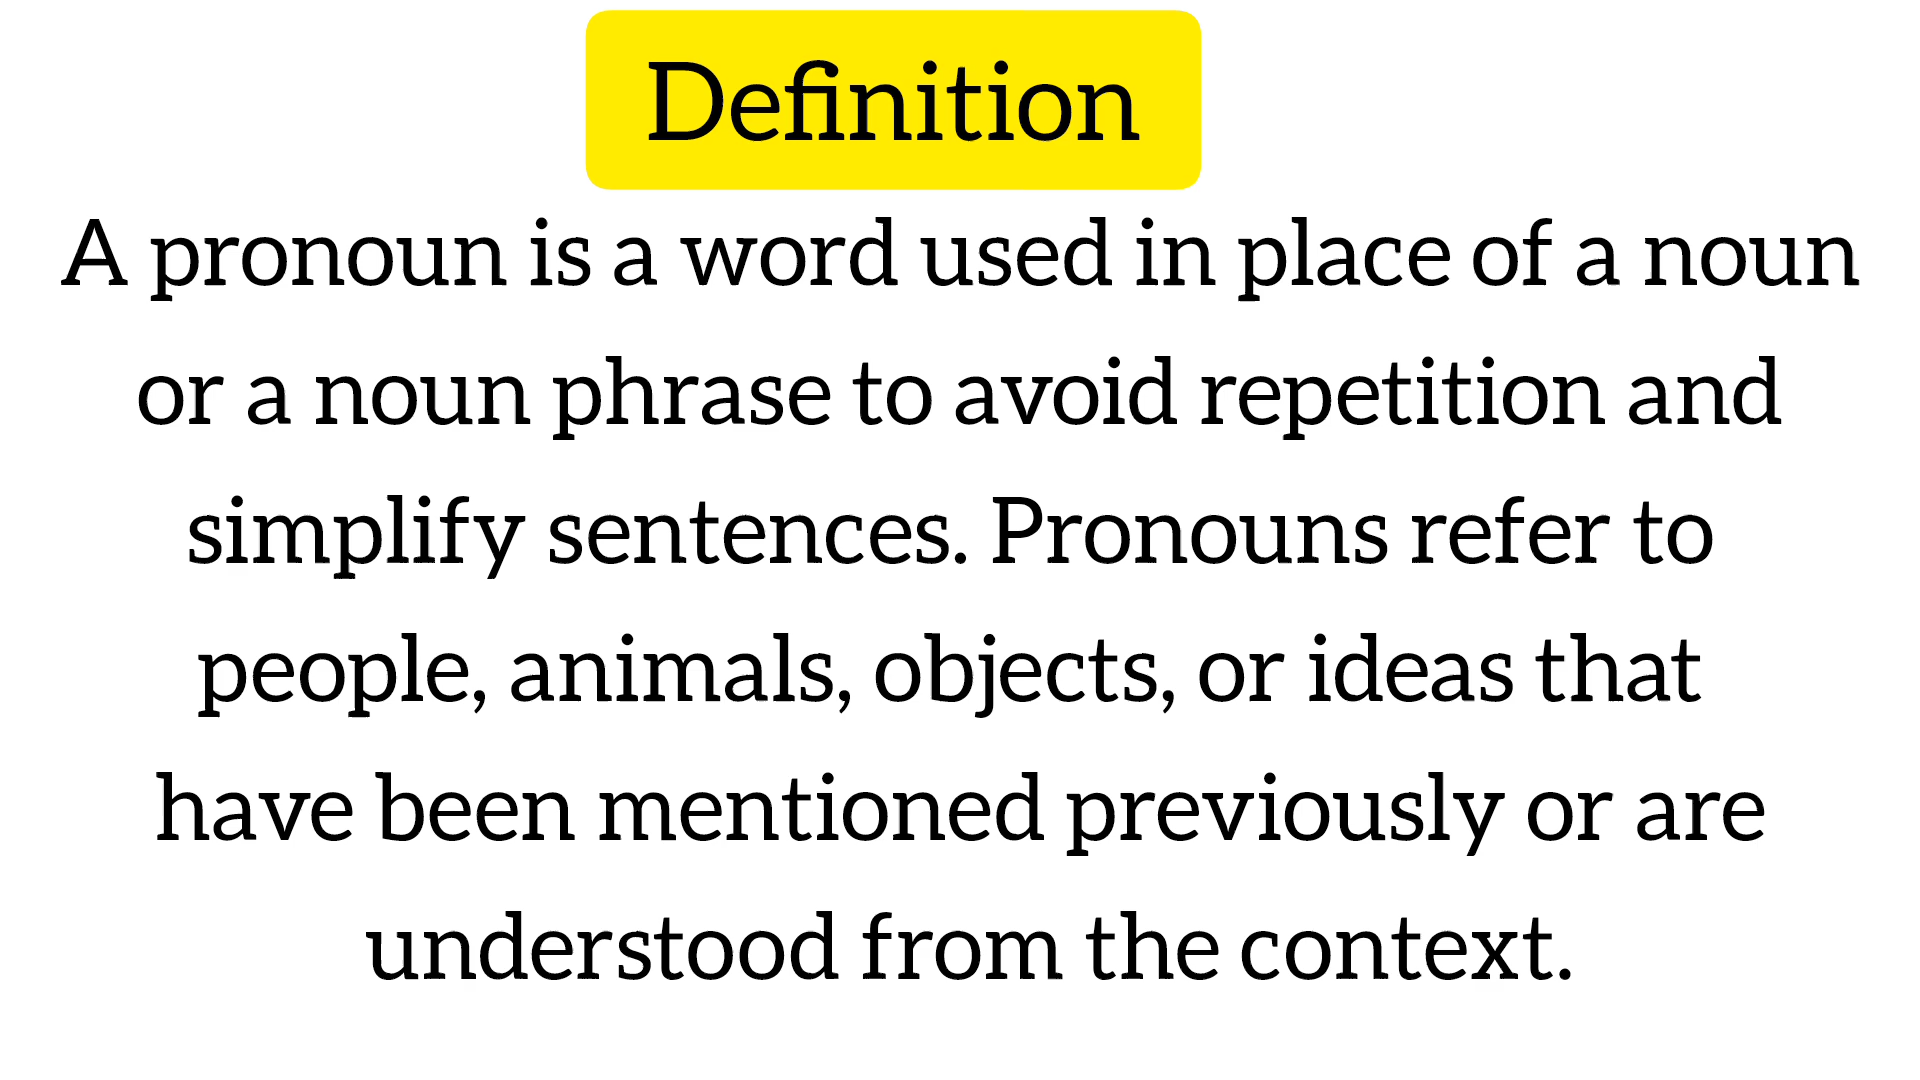 Definition
A pronoun is a word used in place of a noun
or a noun phrase to avoid repetition and
simplify sentences. Pronouns refer to
people, animals, objects, or ideas that
have been mentioned previously or are
understood from the context.